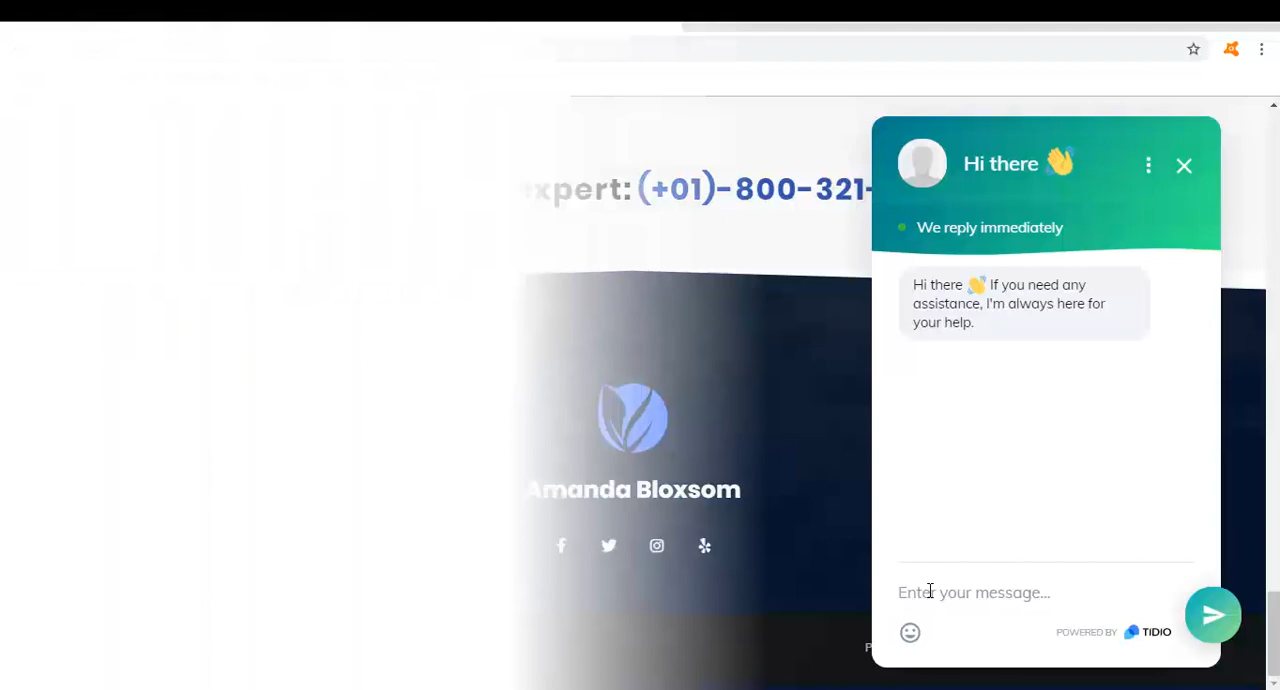 Hi there 👋
expert: (+01)-800-321-
We reply immediately
Hi there 👋 If you need any
assistance, I'm always here for
your help.
Amanda Bloxsom
Enter your message...
POWERED BY TIDIO